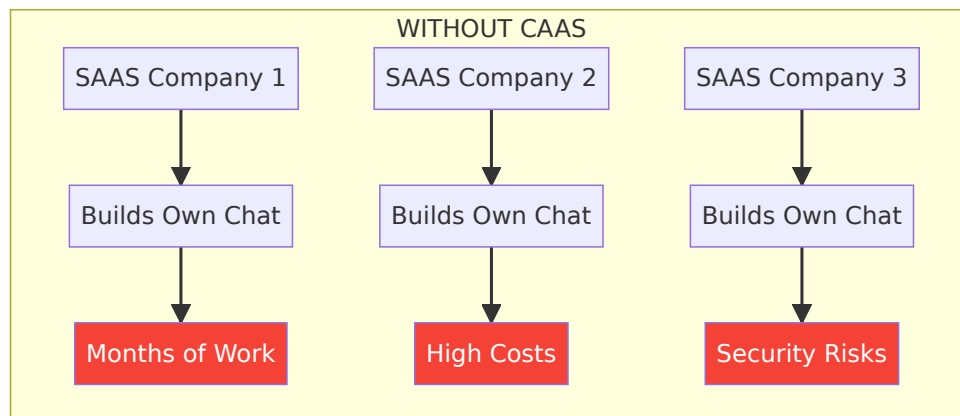 WITHOUT CAAS
SAAS Company 1
SAAS Company 2
SAAS Company 3
Builds Own Chat
Builds Own Chat
Builds Own Chat
Months of Work
High Costs
Security Risks